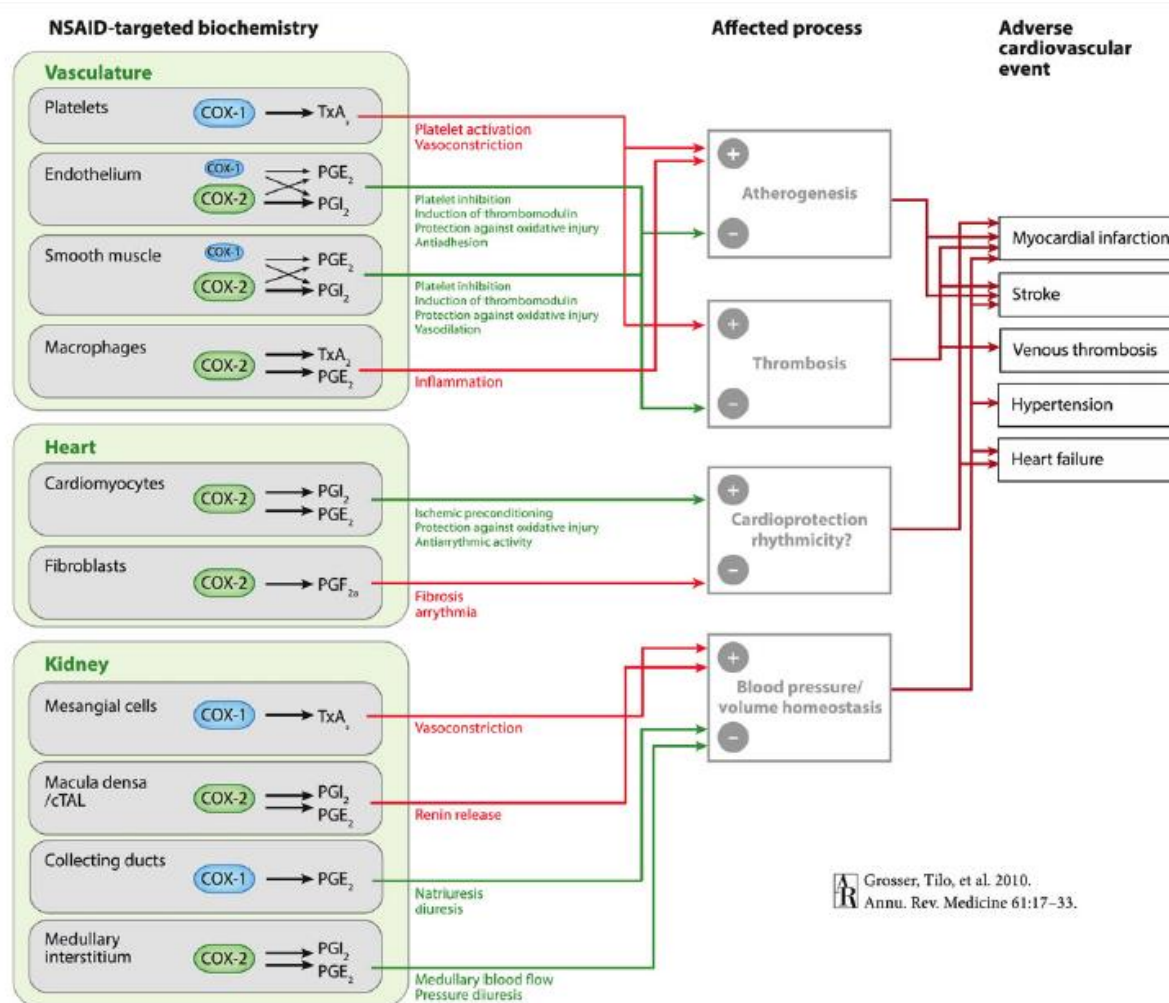 NSAID-targeted biochemistry
Affected process
Adverse
cardiovascular
event
Vasculature
Platelets
COX-1
TxA
Platelet activation
Vasoconstriction
Endothelium
COX-1
COX-2
PGE2
PGI2
Platelet inhibition
Induction of thrombomodulin
Protection against oxidative injury
Antiadhesion
Smooth muscle
COX-1
COX-2
PGE2
PGI2
Platelet inhibition
Induction of thrombomodulin
Protection against oxidative injury
Vasodilation
Macrophages
COX-2
TxA2
PGE2
Inflammation
Heart
Cardiomyocytes
COX-2
PGI2
PGE2
Ischemic preconditioning
Protection against oxidative injury
Antiarrythmic activity
Fibroblasts
COX-2
PGF2α
Fibrosis
arrythmia
Kidney
Mesangial cells
COX-1
TxA
Vasoconstriction
Macula densa
/cTAL
COX-2
PGI2
PGE2
Renin release
Collecting ducts
COX-1
PGE2
Natriuresis
diuresis
Medullary
interstitium
COX-2
PGI2
PGE2
Medullary blood flow
Pressure diuresis
+
Atherogenesis
−
+
Thrombosis
−
+
Cardioprotection
rhythmicity?
−
+
Blood pressure/
volume homeostasis
−
Myocardial infarction
Stroke
Venous thrombosis
Hypertension
Heart failure
AR
Grosser, Tilo, et al. 2010.
Annu. Rev. Medicine 61:17–33.